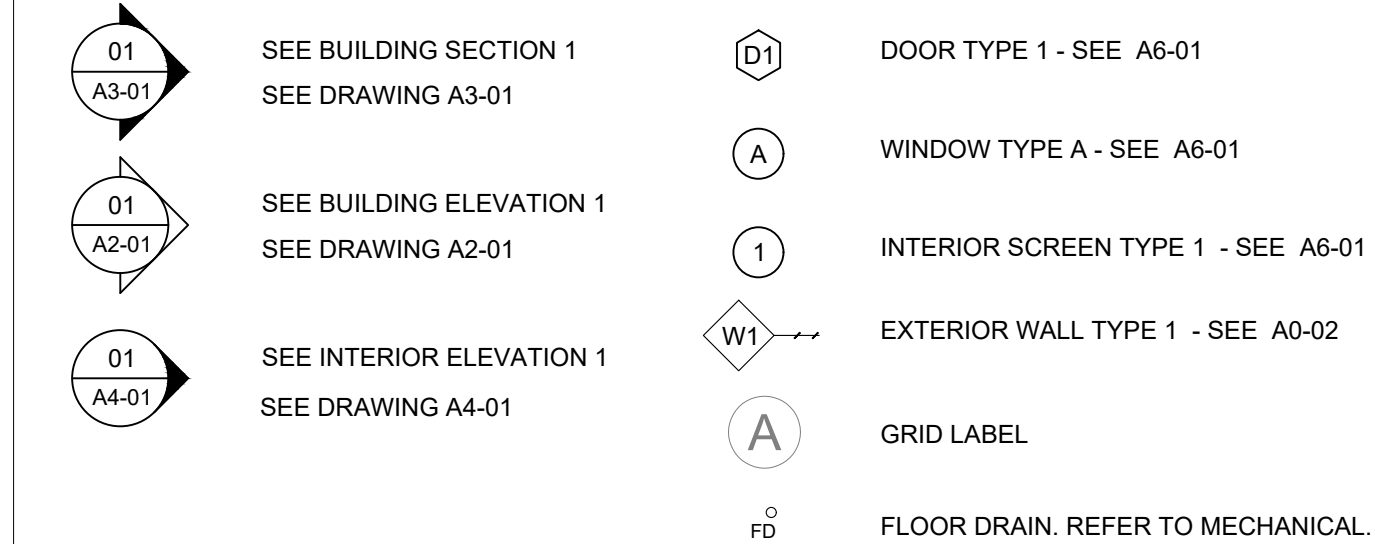 01
A3-01
SEE BUILDING SECTION 1
SEE DRAWING A3-01
01
A2-01
SEE BUILDING ELEVATION 1
SEE DRAWING A2-01
01
A4-01
SEE INTERIOR ELEVATION 1
SEE DRAWING A4-01
D1 DOOR TYPE 1 - SEE A6-01
A WINDOW TYPE A - SEE A6-01
1 INTERIOR SCREEN TYPE 1 - SEE A6-01
W1 EXTERIOR WALL TYPE 1 - SEE A0-02
A GRID LABEL
FD FLOOR DRAIN. REFER TO MECHANICAL.